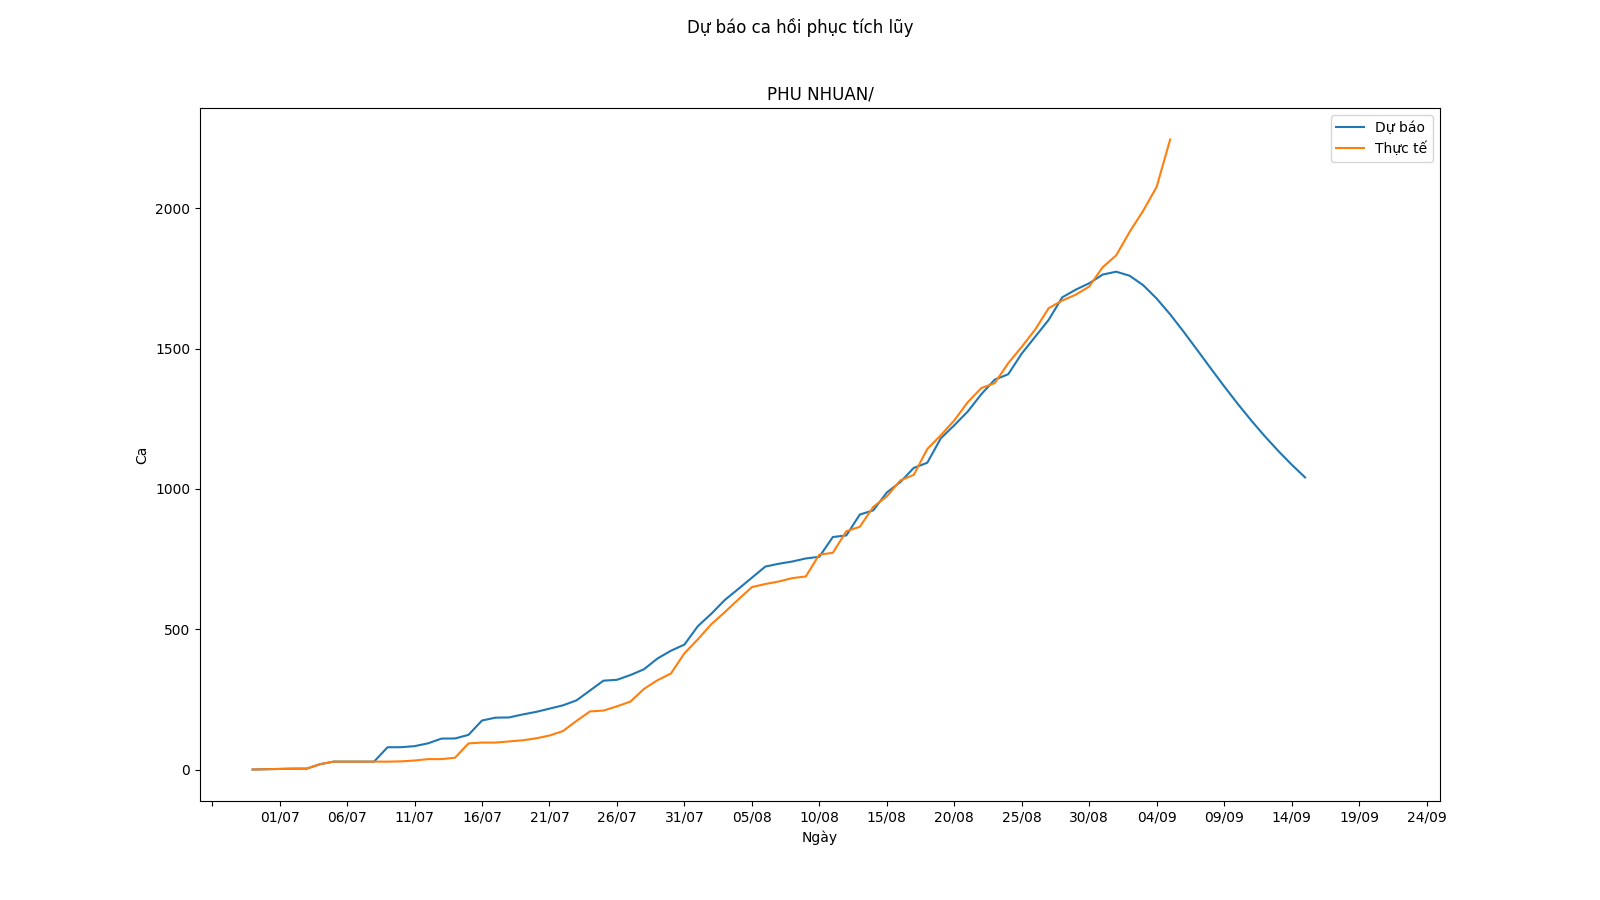 Dự báo ca hồi phục tích lũy
PHU NHUAN/
Dự báo
Thực tế
2000
1500
1000
500
0
Ca
01/07 06/07 11/07 16/07 21/07 26/07 31/07 05/08 10/08 15/08 20/08 25/08 30/08 04/09 09/09 14/09 19/09 24/09
Ngày